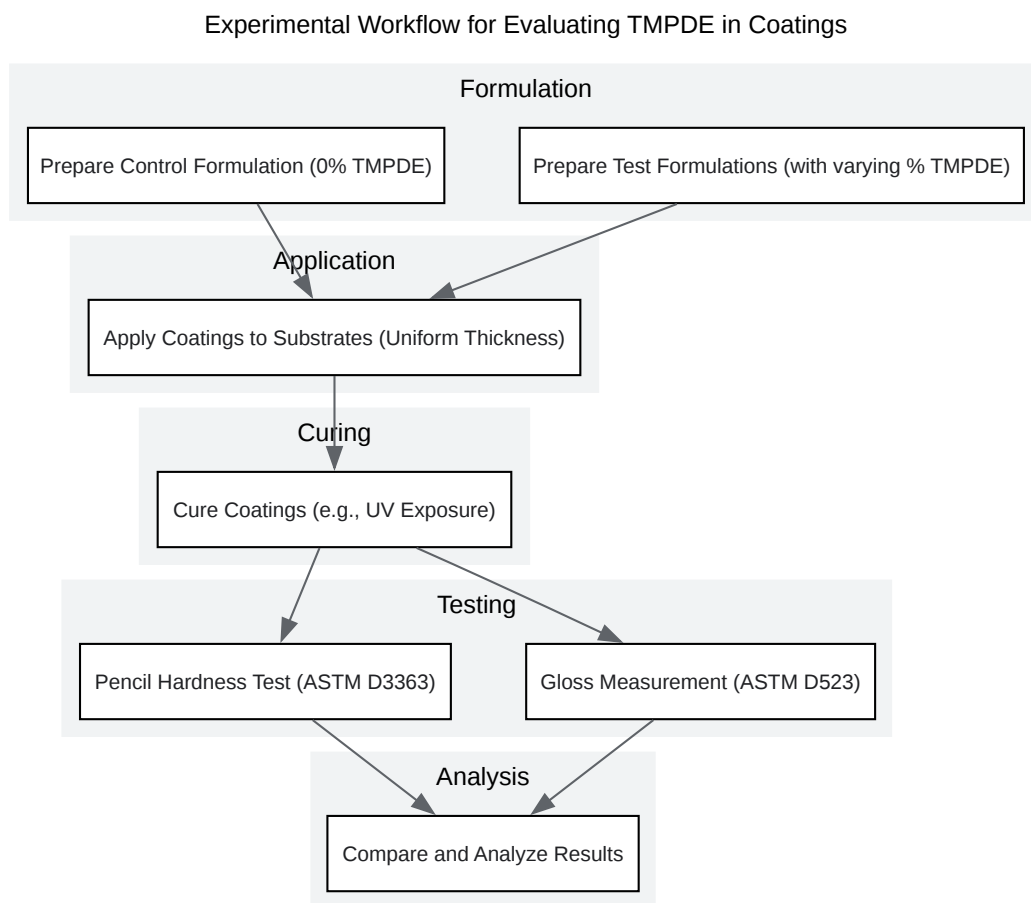 Experimental Workflow for Evaluating TMPDE in Coatings
Formulation
Prepare Control Formulation (0% TMPDE)
Prepare Test Formulations (with varying % TMPDE)
Application
Apply Coatings to Substrates (Uniform Thickness)
Curing
Cure Coatings (e.g., UV Exposure)
Testing
Pencil Hardness Test (ASTM D3363)
Gloss Measurement (ASTM D523)
Analysis
Compare and Analyze Results